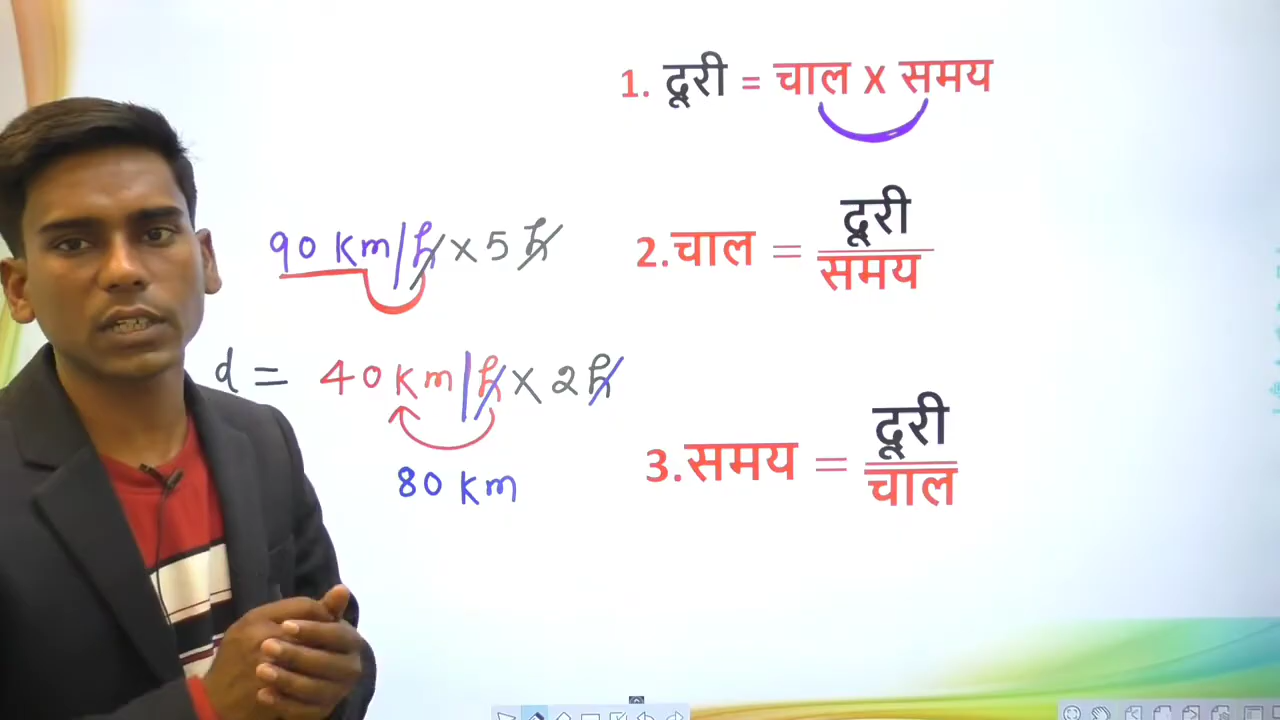 1. दूरी = चाल x समय
2.चाल = दूरी/समय
3.समय = दूरी/चाल
90 km/h x 5 h
d = 40 km/h x 2 h
80 km